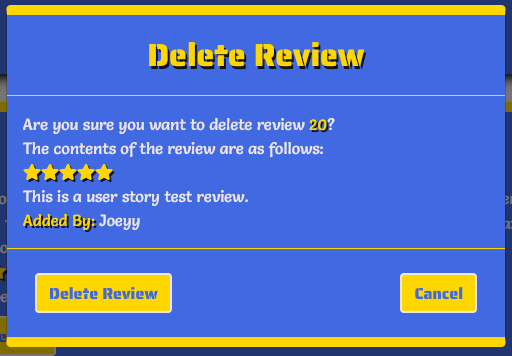 Delete Review
Are you sure you want to delete review 20?
The contents of the review are as follows:
This is a user story test review.
Added By: Joeyy
Delete Review
Cancel